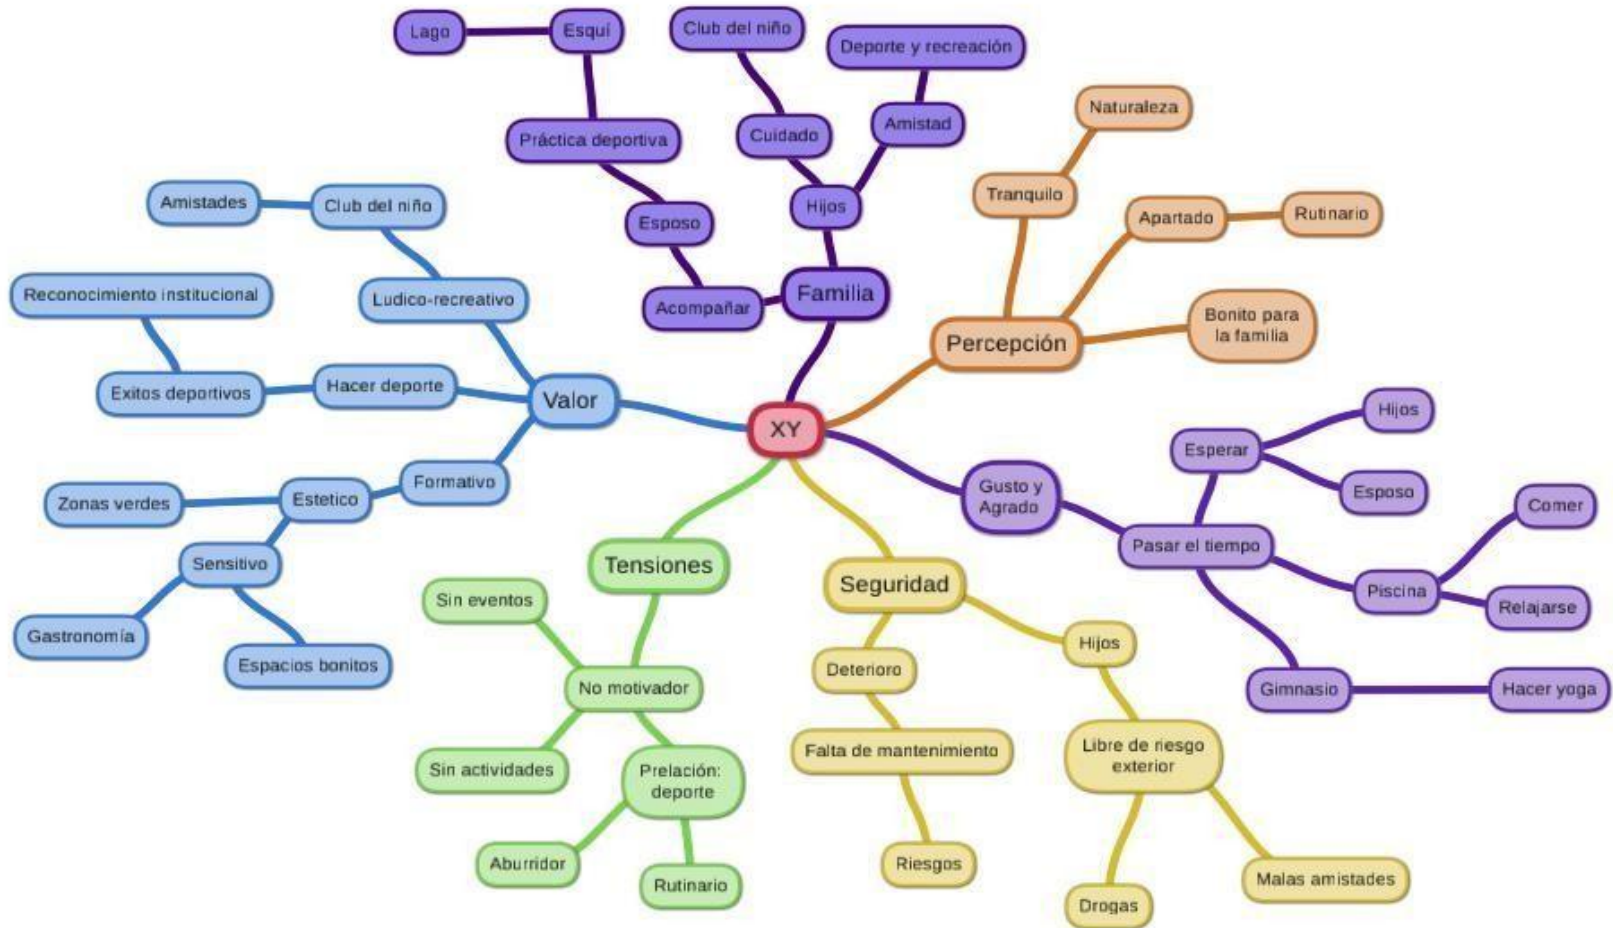 Lago
Esquí
Club del niño
Deporte y recreación
Práctica deportiva
Cuidado
Amistad
Naturaleza
Amistades
Club del niño
Esposo
Hijos
Tranquilo
Apartado
Rutinario
Reconocimiento institucional
Ludico-recreativo
Acompañar
Familia
Percepción
Bonito para
la familia
Exitos deportivos
Hacer deporte
Valor
XY
Hijos
Esperar
Esposo
Zonas verdes
Estetico
Formativo
Gusto y
Agrado
Pasar el tiempo
Comer
Sensitivo
Tensiones
Seguridad
Piscina
Relajarse
Gastronomía
Espacios bonitos
Sin eventos
No motivador
Deterioro
Hijos
Gimnasio
Hacer yoga
Sin actividades
Prelación:
deporte
Falta de mantenimiento
Libre de riesgo
exterior
Aburridor
Rutinario
Riesgos
Drogas
Malas amistades